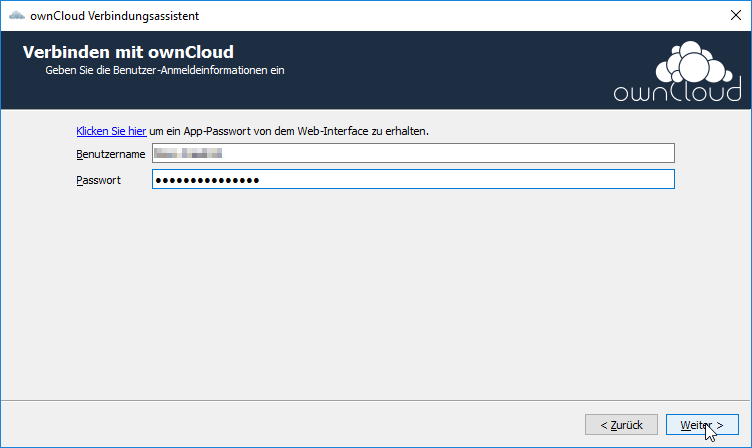 ownCloud Verbindungsassistent
Verbinden mit ownCloud
Geben Sie die Benutzer-Anmeldeinformationen ein
ownCloud
Klicken Sie hier um ein App-Passwort von dem Web-Interface zu erhalten.
Benutzername
Passwort ●●●●●●●●●●●●●●●
< Zurück Weiter >